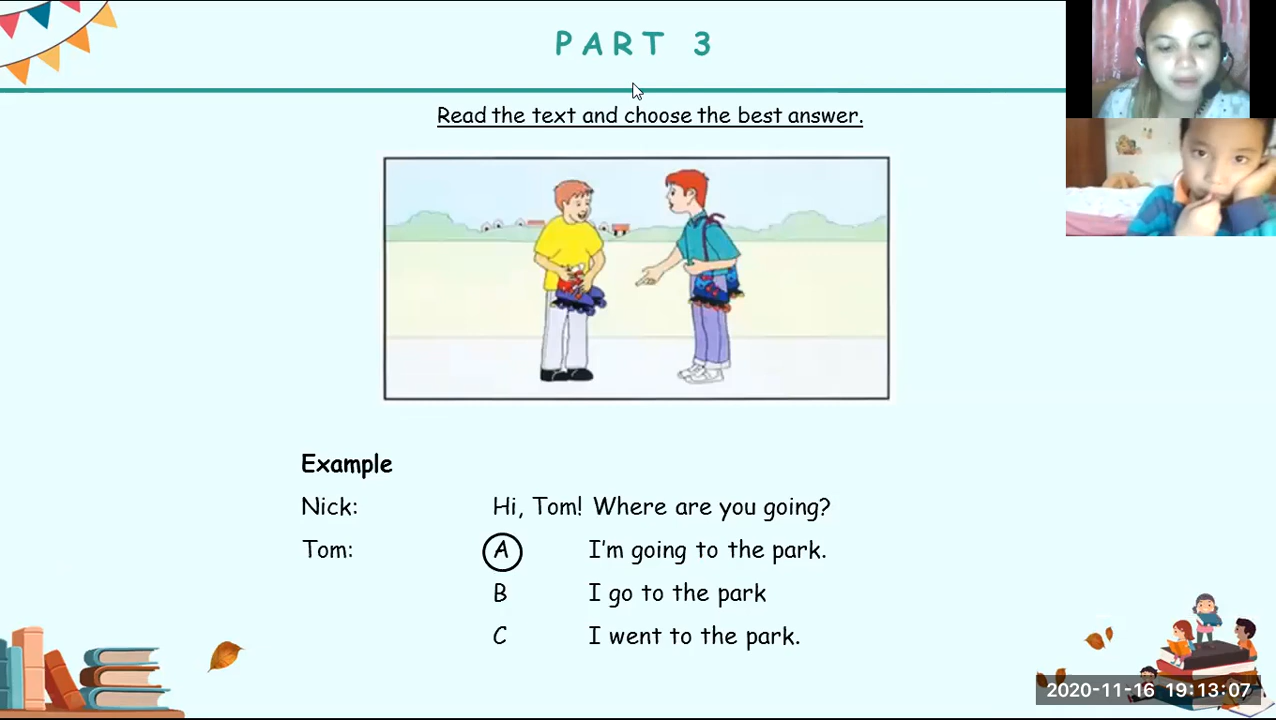 PART 3
Read the text and choose the best answer.
Example
Nick: Hi, Tom! Where are you going?
Tom: A I'm going to the park.
B I go to the park
C I went to the park.
2020-11-16 19:13:07